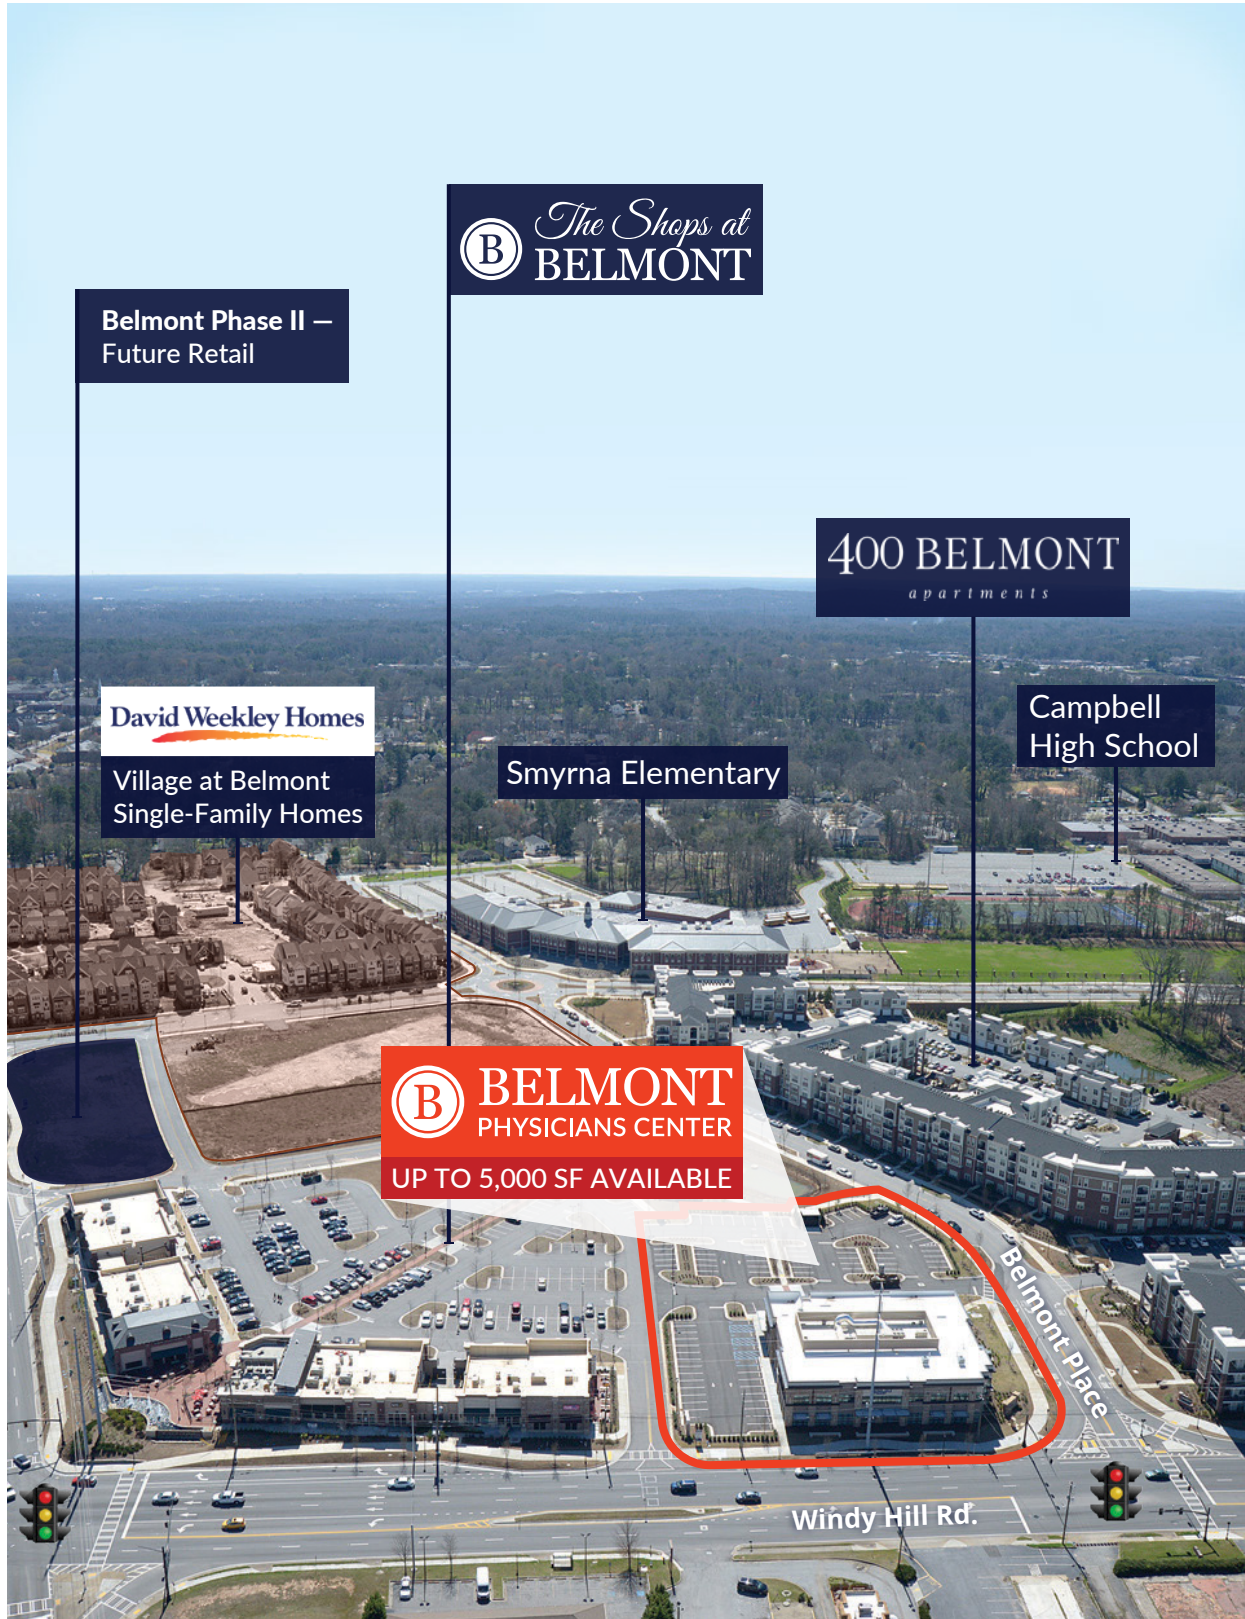 B
The Shops at
BELMONT
Belmont Phase II —
Future Retail
400 BELMONT
apartments
David Weekley Homes
Village at Belmont
Single-Family Homes
Campbell
High School
Smyrna Elementary
B
BELMONT
PHYSICIANS CENTER
UP TO 5,000 SF AVAILABLE
Belmont Place
Windy Hill Rd.